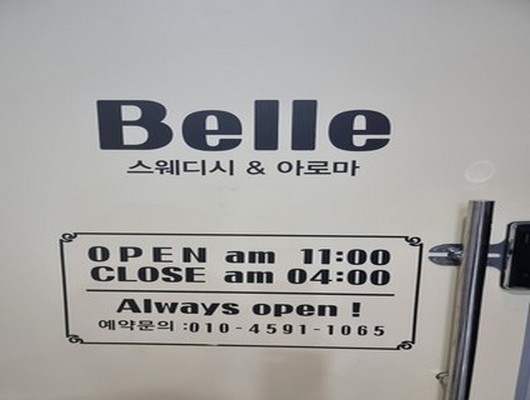 Belle
스웨디시 & 아로마
OPEN am 11:00
CLOSE am 04:00
Always open !
예약문의 :010-4591-1065